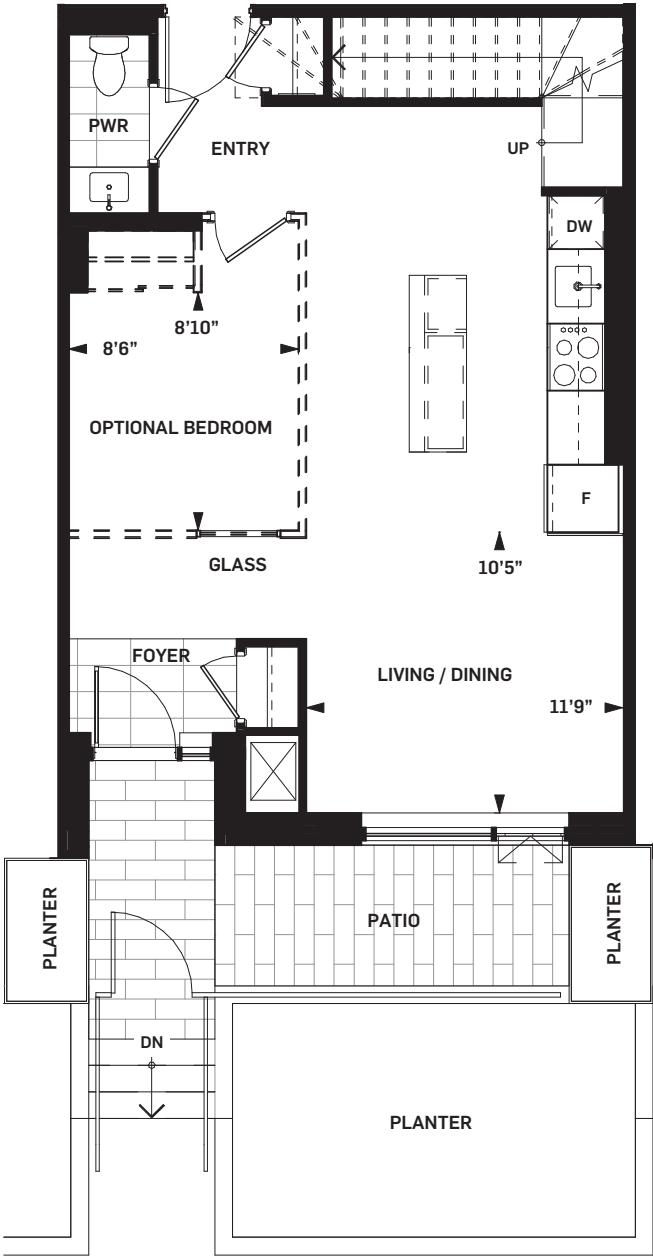 PWR
ENTRY
UP
DW
8’10”
8’6”
OPTIONAL BEDROOM
F
GLASS
10’5”
FOYER
LIVING / DINING
11’9”
PLANTER
PATIO
PLANTER
DN
PLANTER